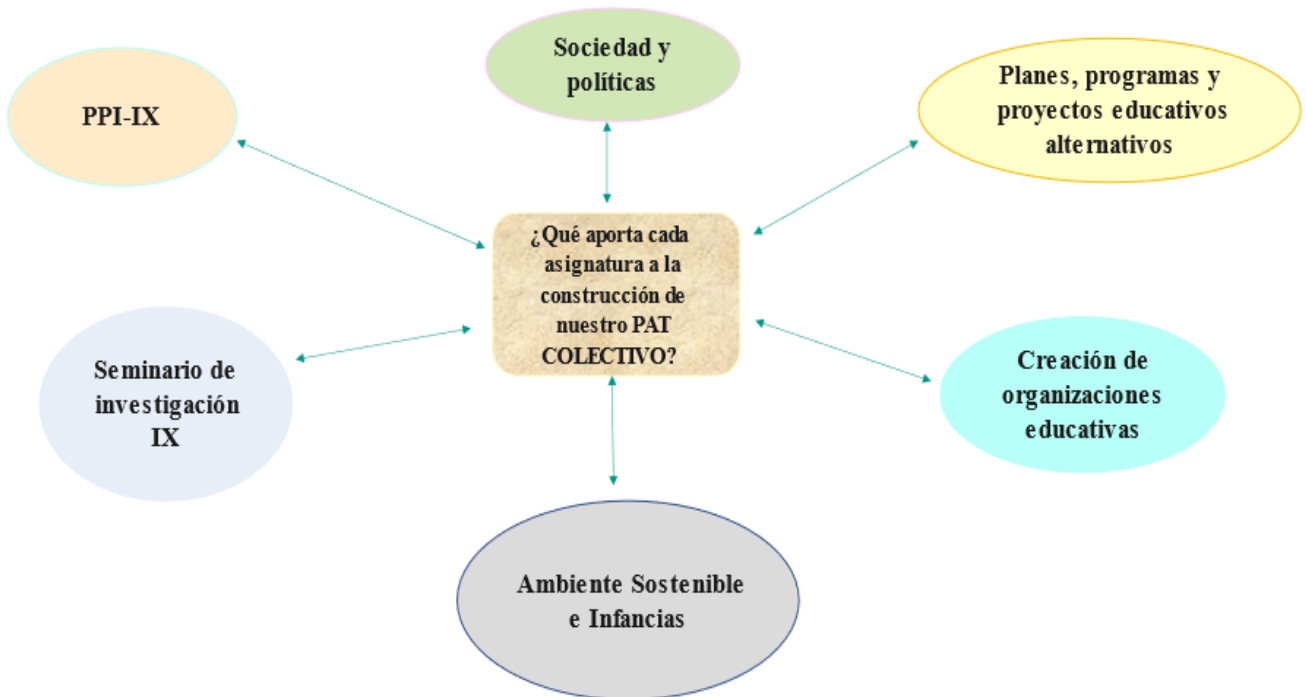 Sociedad y
políticas
PPI-IX
Planes, programas y
proyectos educativos
alternativos
¿Qué aporta cada
asignatura a la
construcción de
nuestro PAT
COLECTIVO?
Seminario de
investigación
IX
Creación de
organizaciones
educativas
Ambiente Sostenible
e Infancias